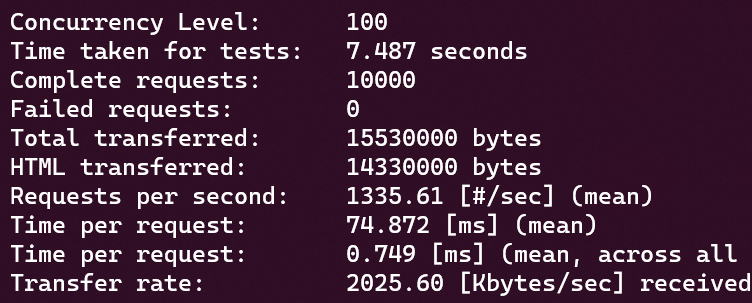 Concurrency Level:      100
Time taken for tests:   7.487 seconds
Complete requests:      10000
Failed requests:        0
Total transferred:      15530000 bytes
HTML transferred:       14330000 bytes
Requests per second:    1335.61 [#/sec] (mean)
Time per request:       74.872 [ms] (mean)
Time per request:       0.749 [ms] (mean, across all
Transfer rate:          2025.60 [Kbytes/sec] received